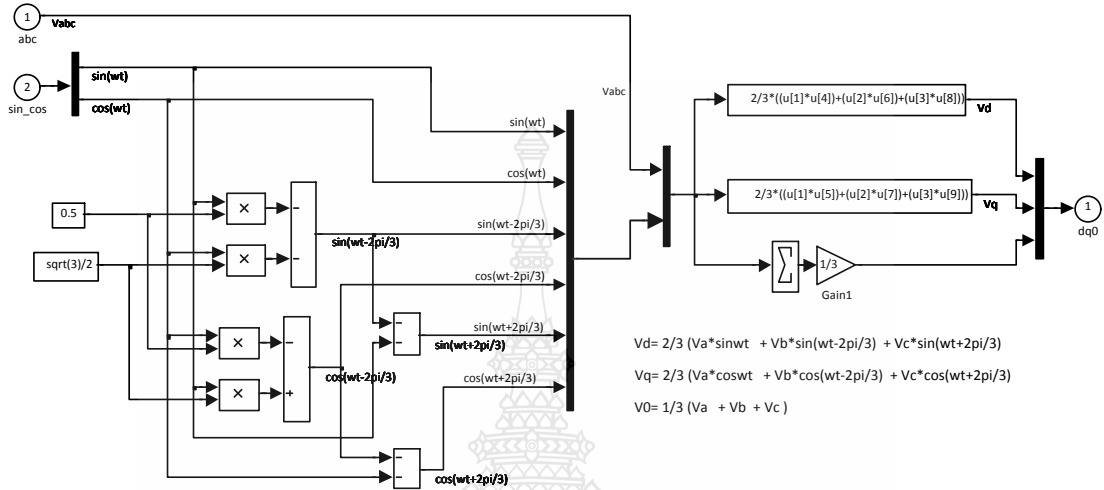 1
abc
Vabc
2
sin_cos
sin(wt)
cos(wt)
0.5
sqrt(3)/2
×
×
×
×
−
−
sin(wt-2pi/3)
−
+
cos(wt-2pi/3)
−
−
sin(wt+2pi/3)
−
−
cos(wt+2pi/3)
sin(wt)
cos(wt)
sin(wt-2pi/3)
cos(wt-2pi/3)
sin(wt+2pi/3)
cos(wt+2pi/3)
Vabc
2/3*((u[1]*u[4])+(u[2]*u[6])+(u[3]*u[8]))
Vd
2/3*((u[1]*u[5])+(u[2]*u[7])+(u[3]*u[9]))
Vq
∑
1/3
Gain1
1
dq0
Vd= 2/3 (Va*sinwt + Vb*sin(wt-2pi/3) + Vc*sin(wt+2pi/3)
Vq= 2/3 (Va*coswt + Vb*cos(wt-2pi/3) + Vc*cos(wt+2pi/3)
V0= 1/3 (Va + Vb + Vc )